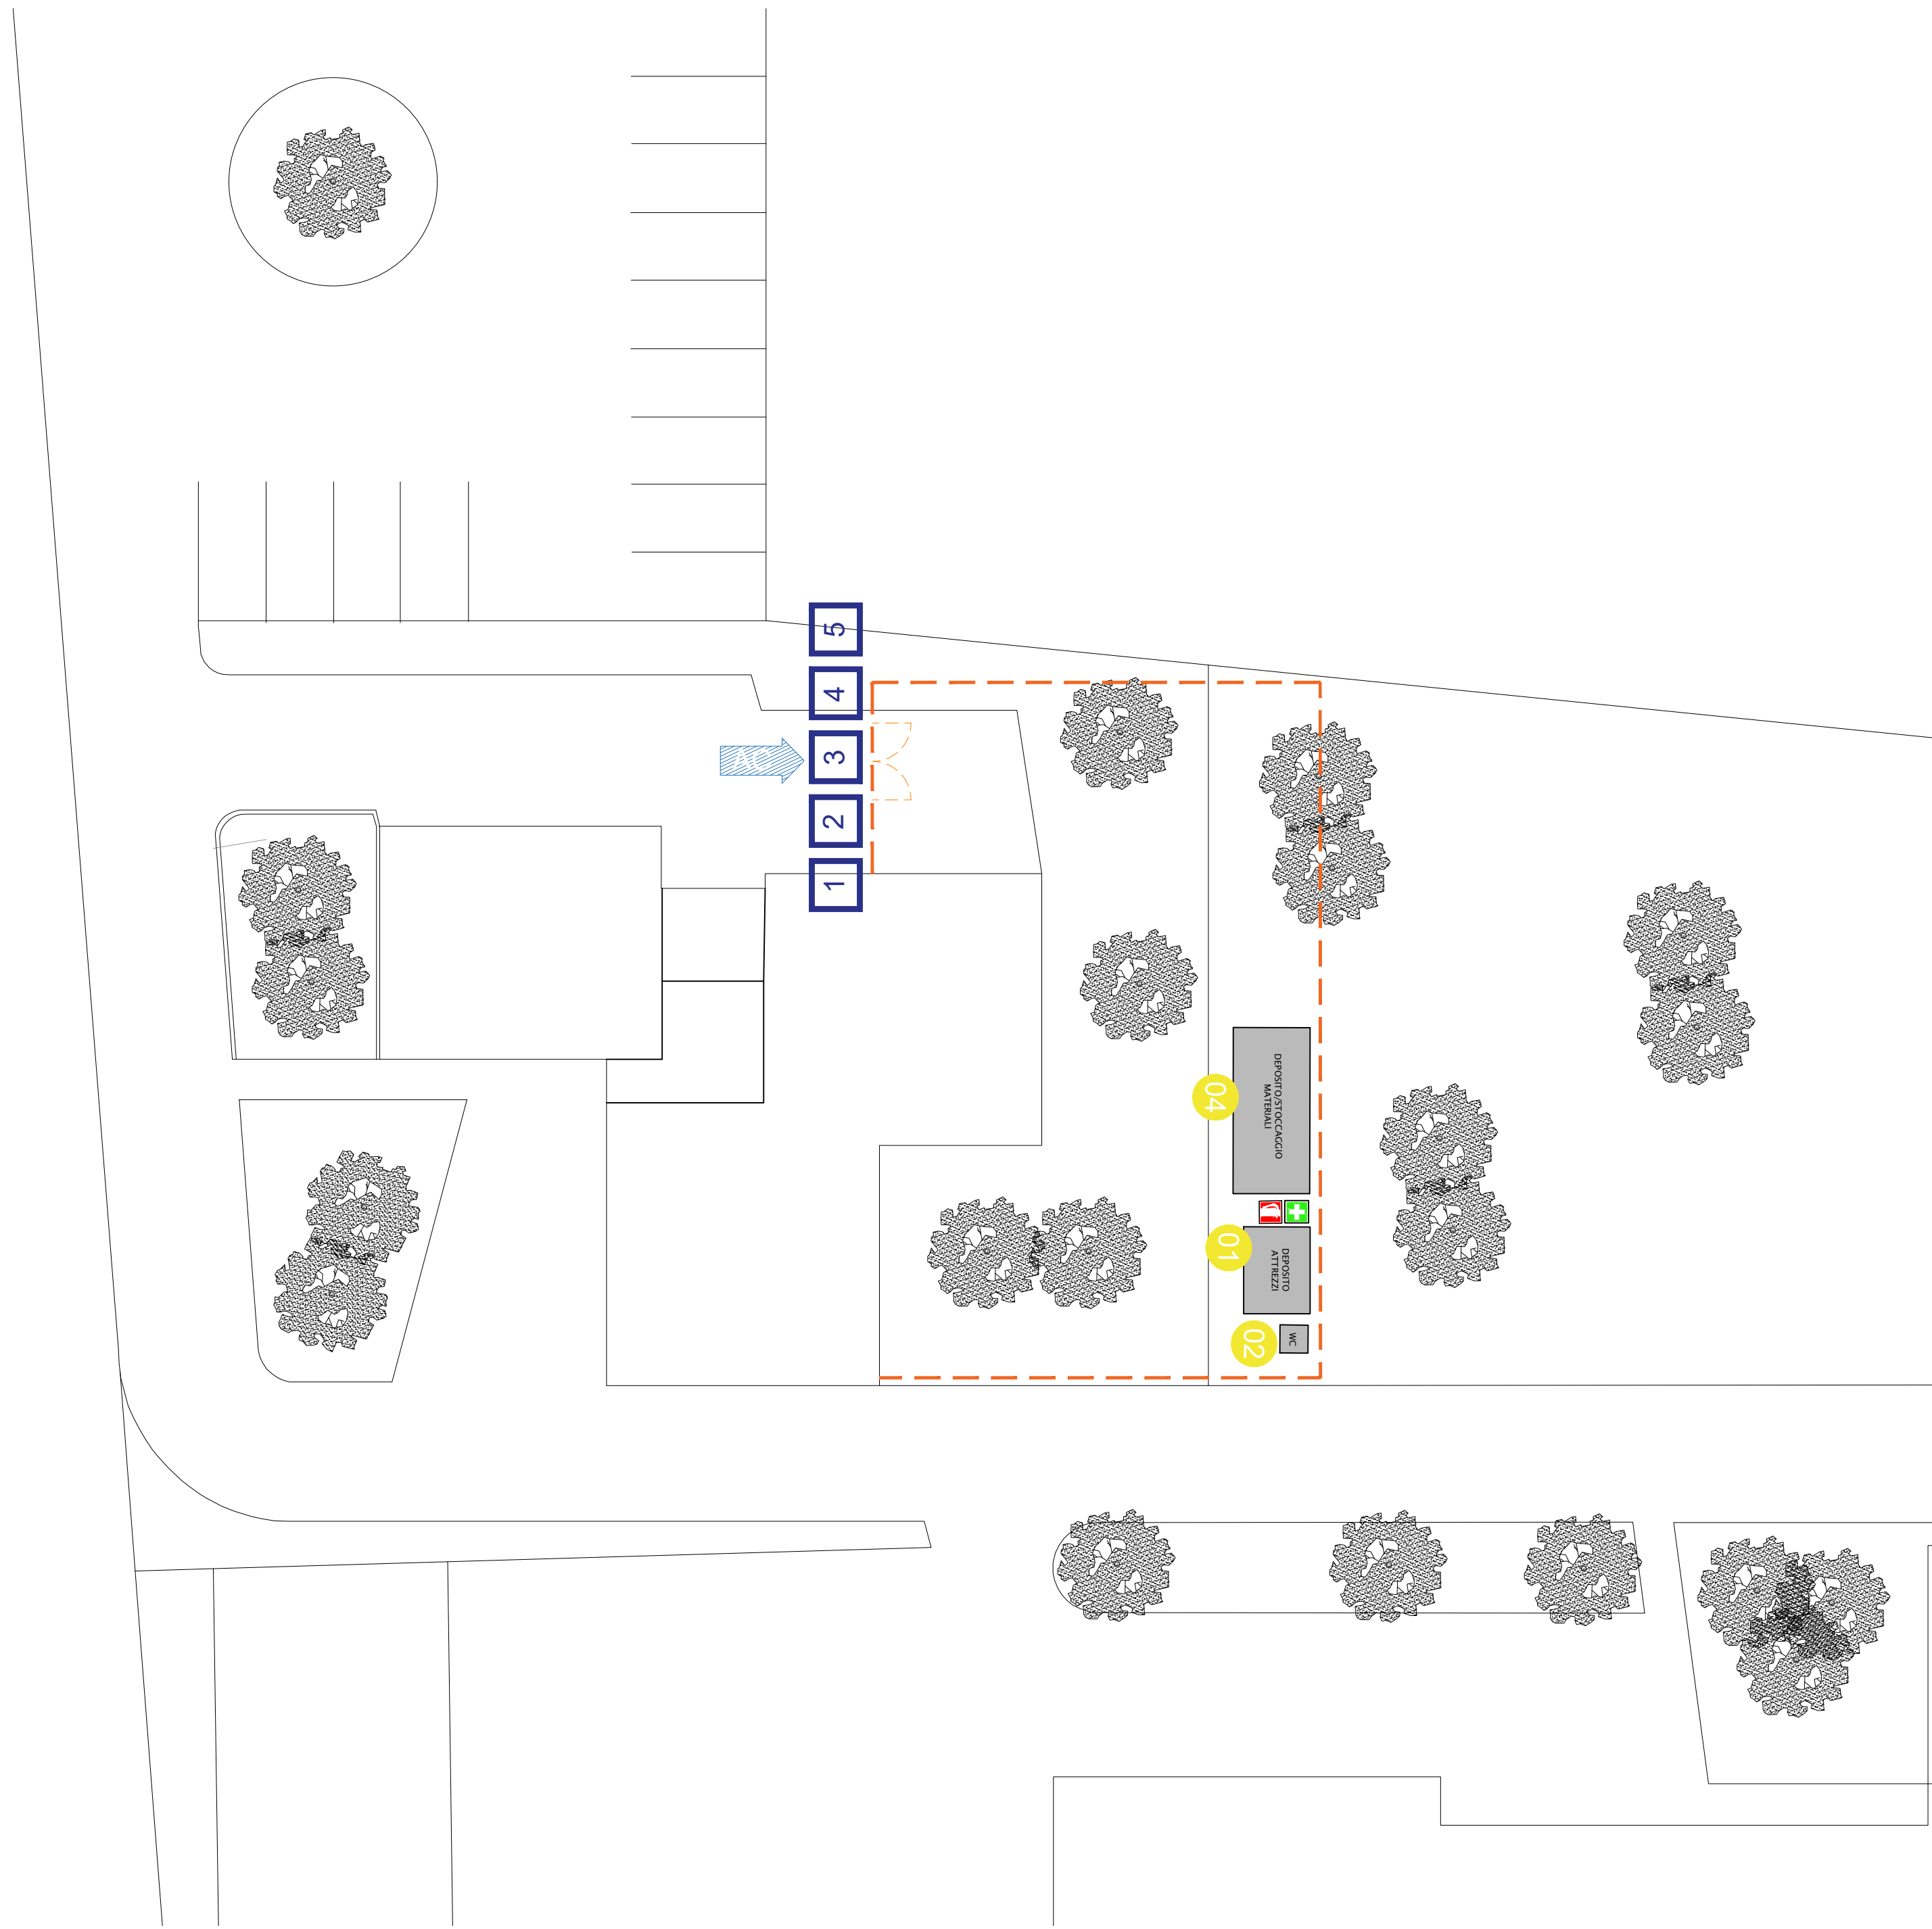 5
4
AC
3
2
1
04
DEPOSITO/STOCCAGGIO
MATERIALI
01
DEPOSITO
ATTREZZI
02
WC